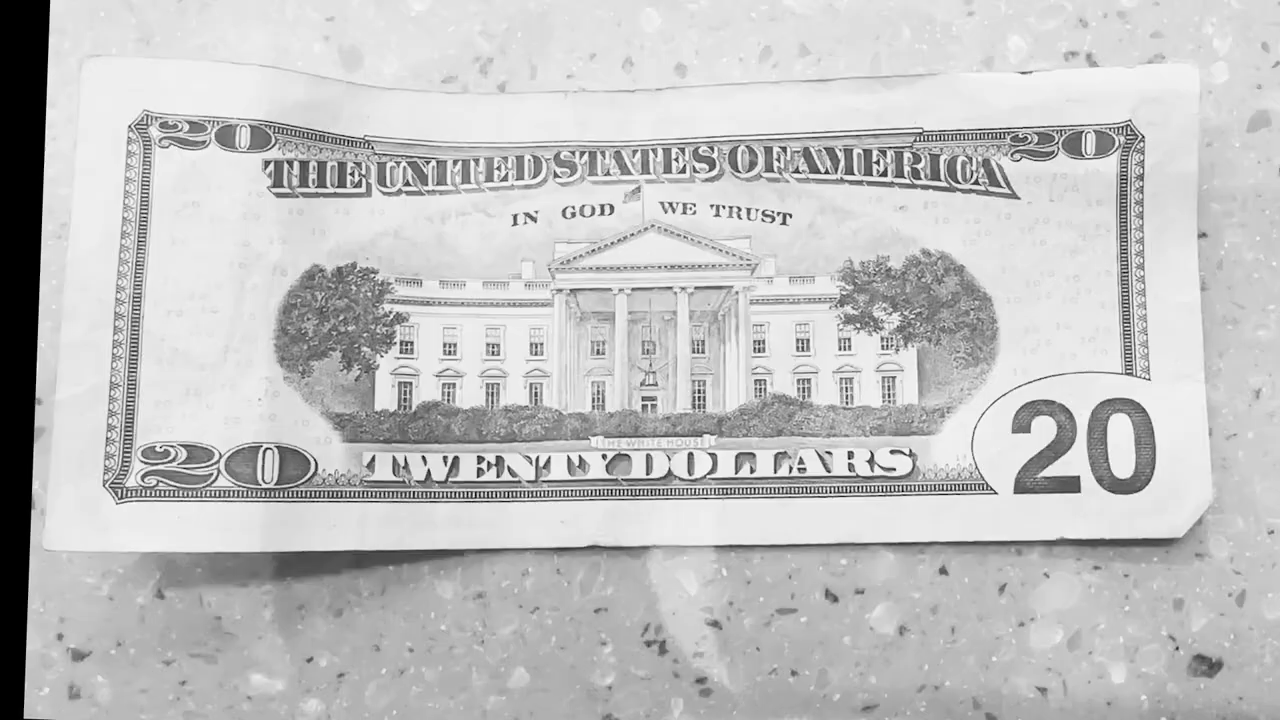 20 20
THE UNITED STATES OF AMERICA
IN GOD WE TRUST
THE WHITE HOUSE
20 TWENTY DOLLARS 20